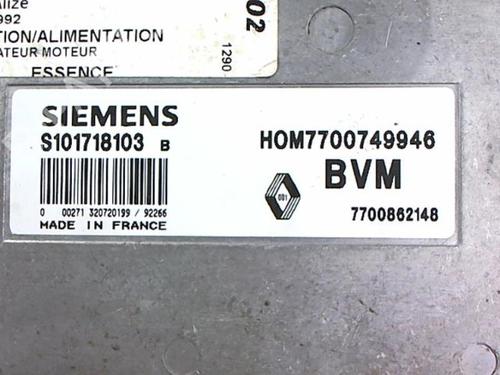 992
02
TION/ALIMENTATION
ATEUR MOTEUR
ESSENCE
1290
SIEMENS
S101718103 B
HOM7700749946
BVM
001
7700862148
0 00271 320720199 / 92266
MADE IN FRANCE